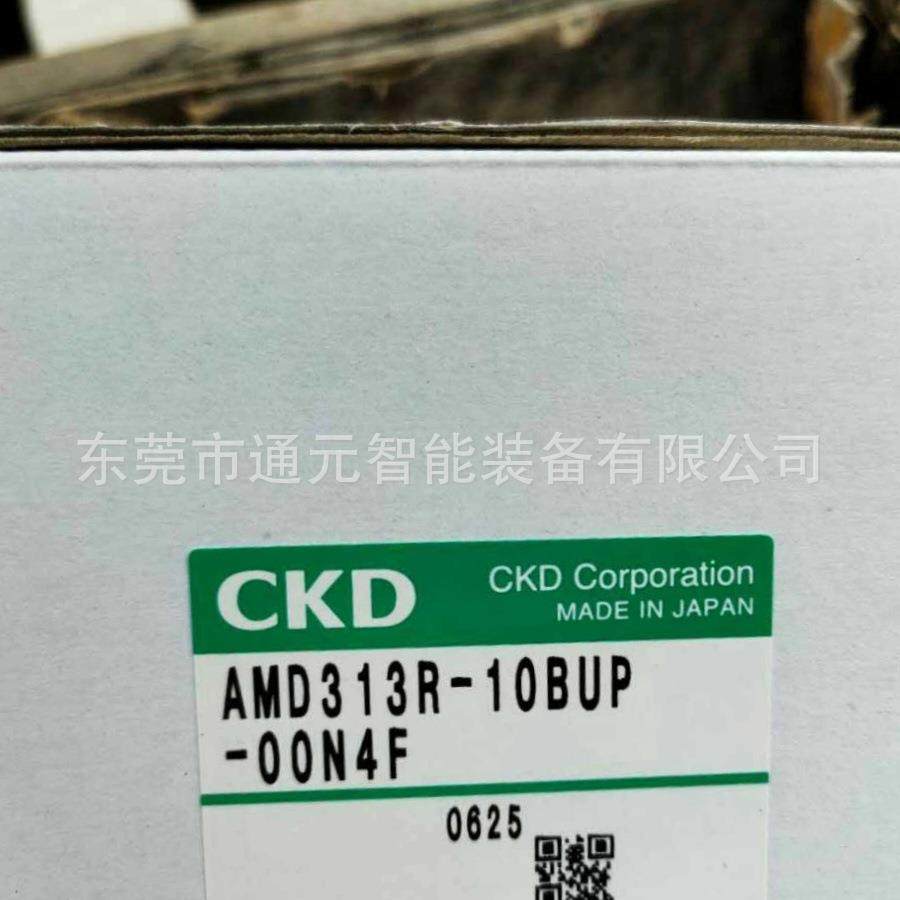 东莞市通元智能装备有限公司
CKD
CKD Corporation
MADE IN JAPAN
AMD313R-10BUP
-00N4F
0625